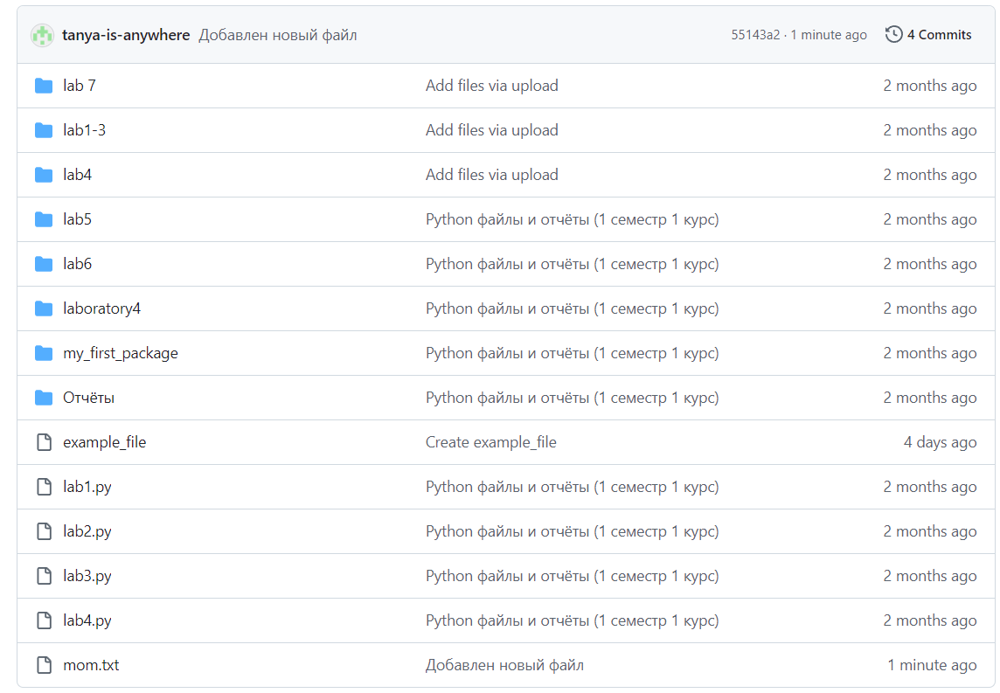 tanya-is-anywhere Добавлен новый файл 55143a2 · 1 minute ago 4 Commits
lab 7 Add files via upload 2 months ago
lab1-3 Add files via upload 2 months ago
lab4 Add files via upload 2 months ago
lab5 Python файлы и отчёты (1 семестр 1 курс) 2 months ago
lab6 Python файлы и отчёты (1 семестр 1 курс) 2 months ago
laboratory4 Python файлы и отчёты (1 семестр 1 курс) 2 months ago
my_first_package Python файлы и отчёты (1 семестр 1 курс) 2 months ago
Отчёты Python файлы и отчёты (1 семестр 1 курс) 2 months ago
example_file Create example_file 4 days ago
lab1.py Python файлы и отчёты (1 семестр 1 курс) 2 months ago
lab2.py Python файлы и отчёты (1 семестр 1 курс) 2 months ago
lab3.py Python файлы и отчёты (1 семестр 1 курс) 2 months ago
lab4.py Python файлы и отчёты (1 семестр 1 курс) 2 months ago
mom.txt Добавлен новый файл 1 minute ago